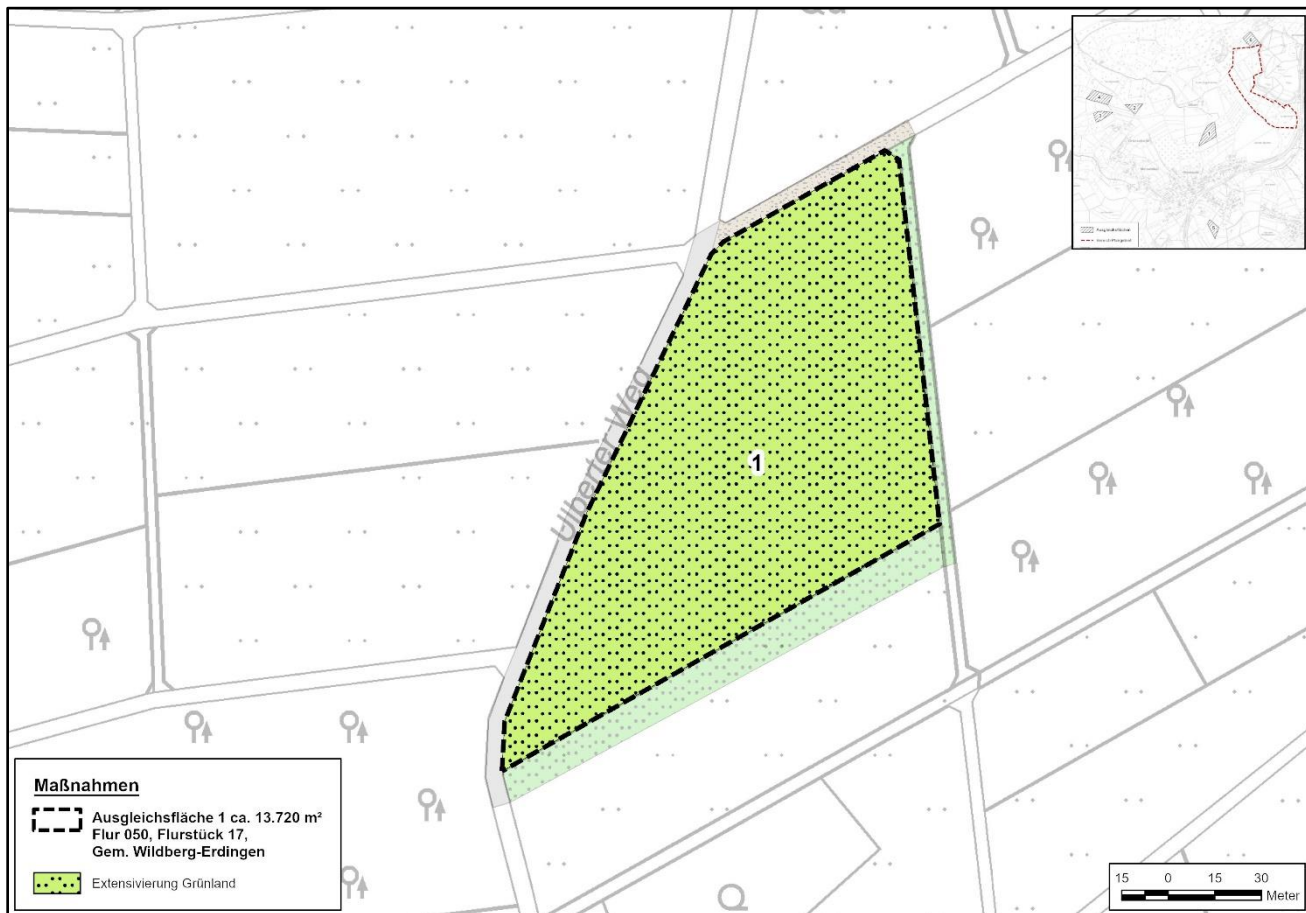 Ulberter Weg
1
Maßnahmen
Ausgleichsfläche 1 ca. 13.720 m²
Flur 050, Flurstück 17,
Gem. Wildberg-Erdingen
Extensivierung Grünland
Ausgleichsflächen
15 0 15 30
Meter